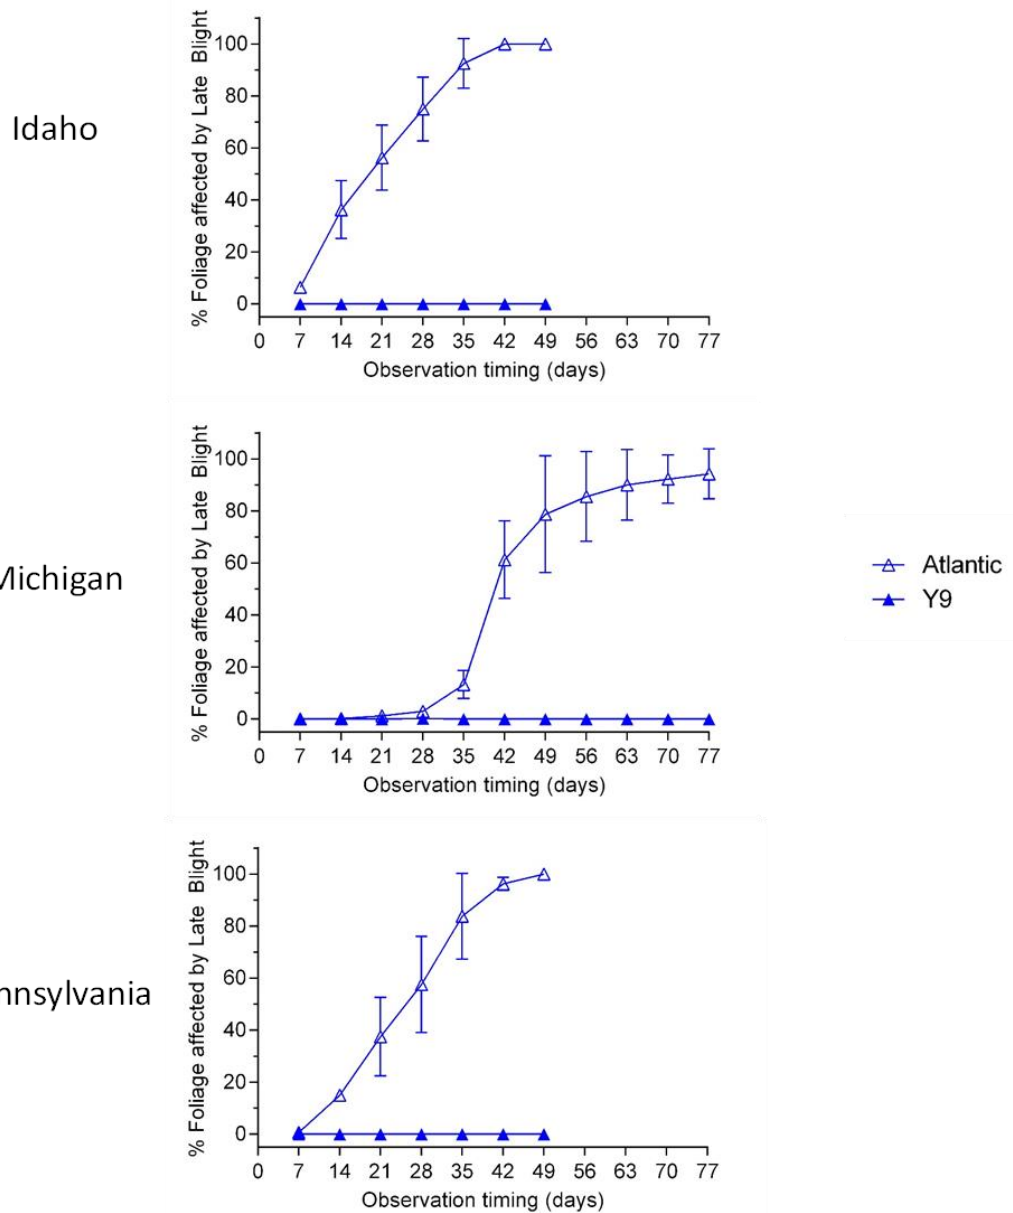 Idaho
% Foliage affected by Late Blight
100
80
60
40
20
0
0 7 14 21 28 35 42 49 56 63 70 77
Observation timing (days)
Michigan
% Foliage affected by Late Blight
100
80
60
40
20
0
0 7 14 21 28 35 42 49 56 63 70 77
Observation timing (days)
Atlantic
Y9
nnsylvania
% Foliage affected by Late Blight
100
80
60
40
20
0
0 7 14 21 28 35 42 49 56 63 70 77
Observation timing (days)